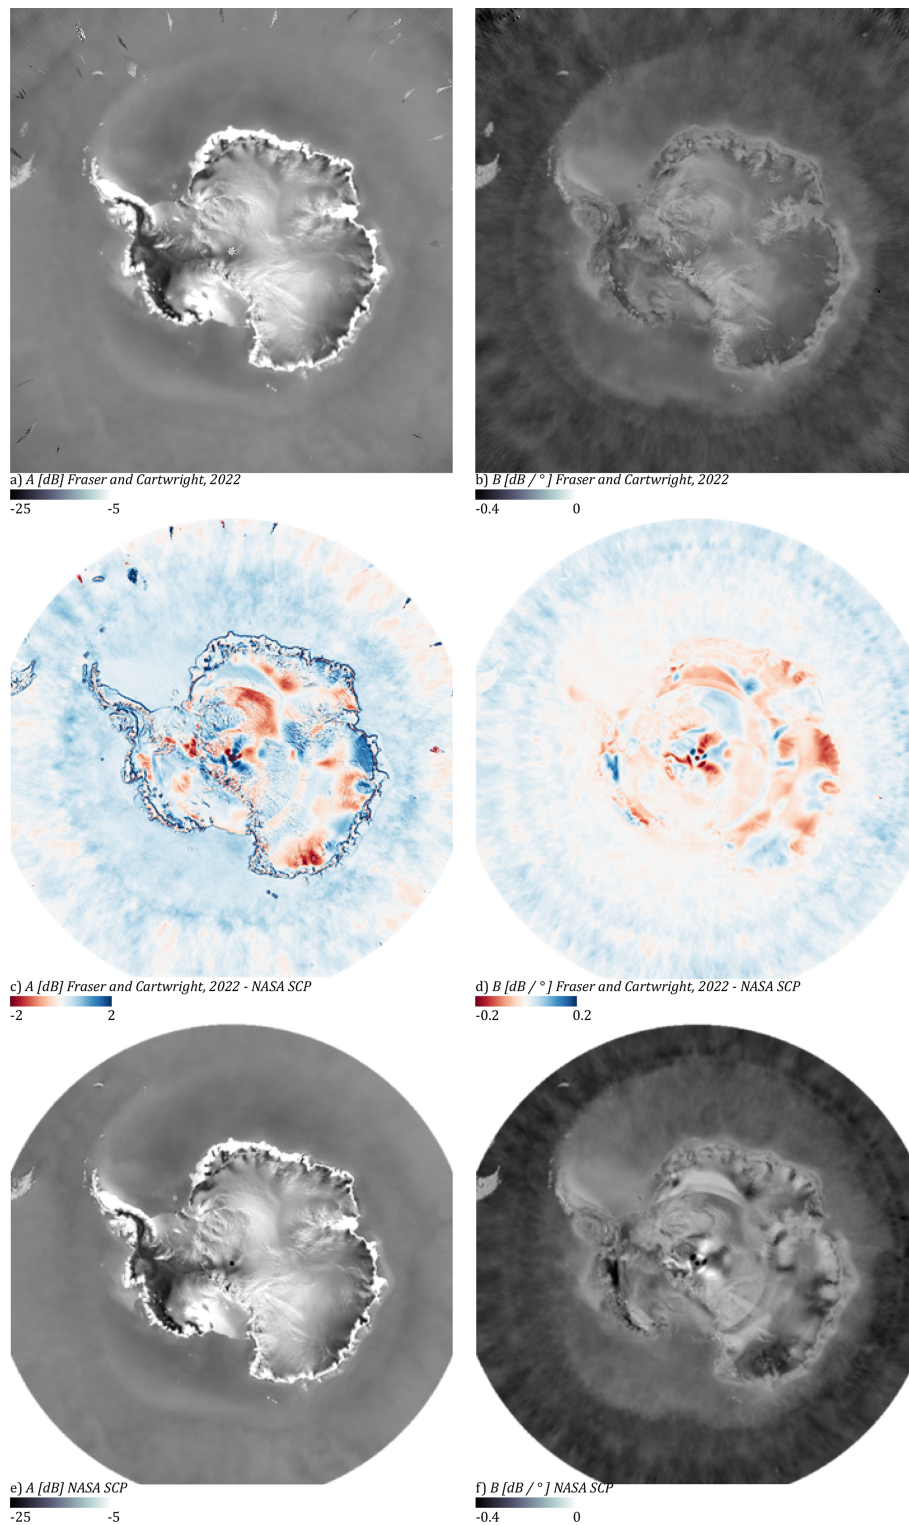 a) A [dB] Fraser and Cartwright, 2022
-25 -5
b) B [dB / ° ] Fraser and Cartwright, 2022
-0.4 0
c) A [dB] Fraser and Cartwright, 2022 - NASA SCP
-2 2
d) B [dB / ° ] Fraser and Cartwright, 2022 - NASA SCP
-0.2 0.2
e) A [dB] NASA SCP
-25 -5
f) B [dB / ° ] NASA SCP
-0.4 0